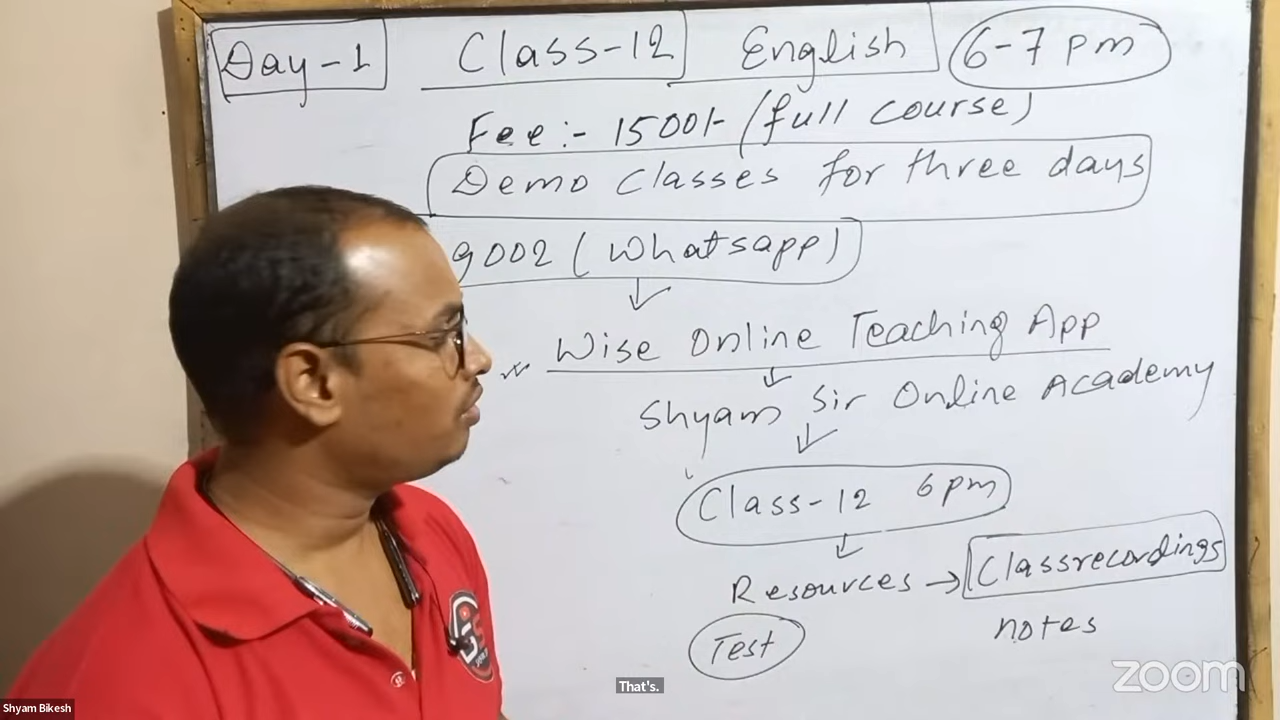 Day-1 Class-12 English 6-7 pm
Fee:- 1500/- (full course)
Demo Classes for three days
9002 (Whatsapp)
Wise Online Teaching App
Shyam Sir Online Academy
Class-12 6pm
Resources → Classrecordings
notes
Test
That's.
zoom
Shyam Bikesh